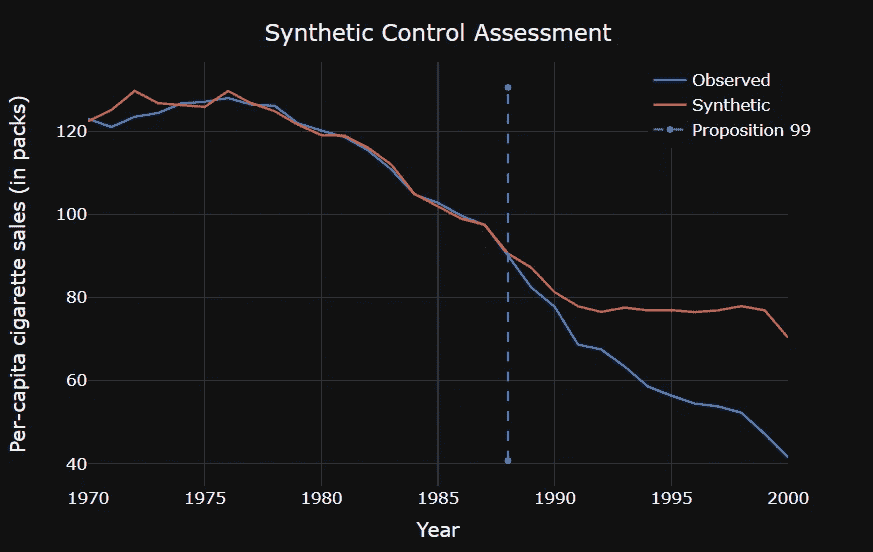 Synthetic Control Assessment
Observed
Synthetic
Proposition 99
Per-capita cigarette sales (in packs)
120
100
80
60
40
1970 1975 1980 1985 1990 1995 2000
Year